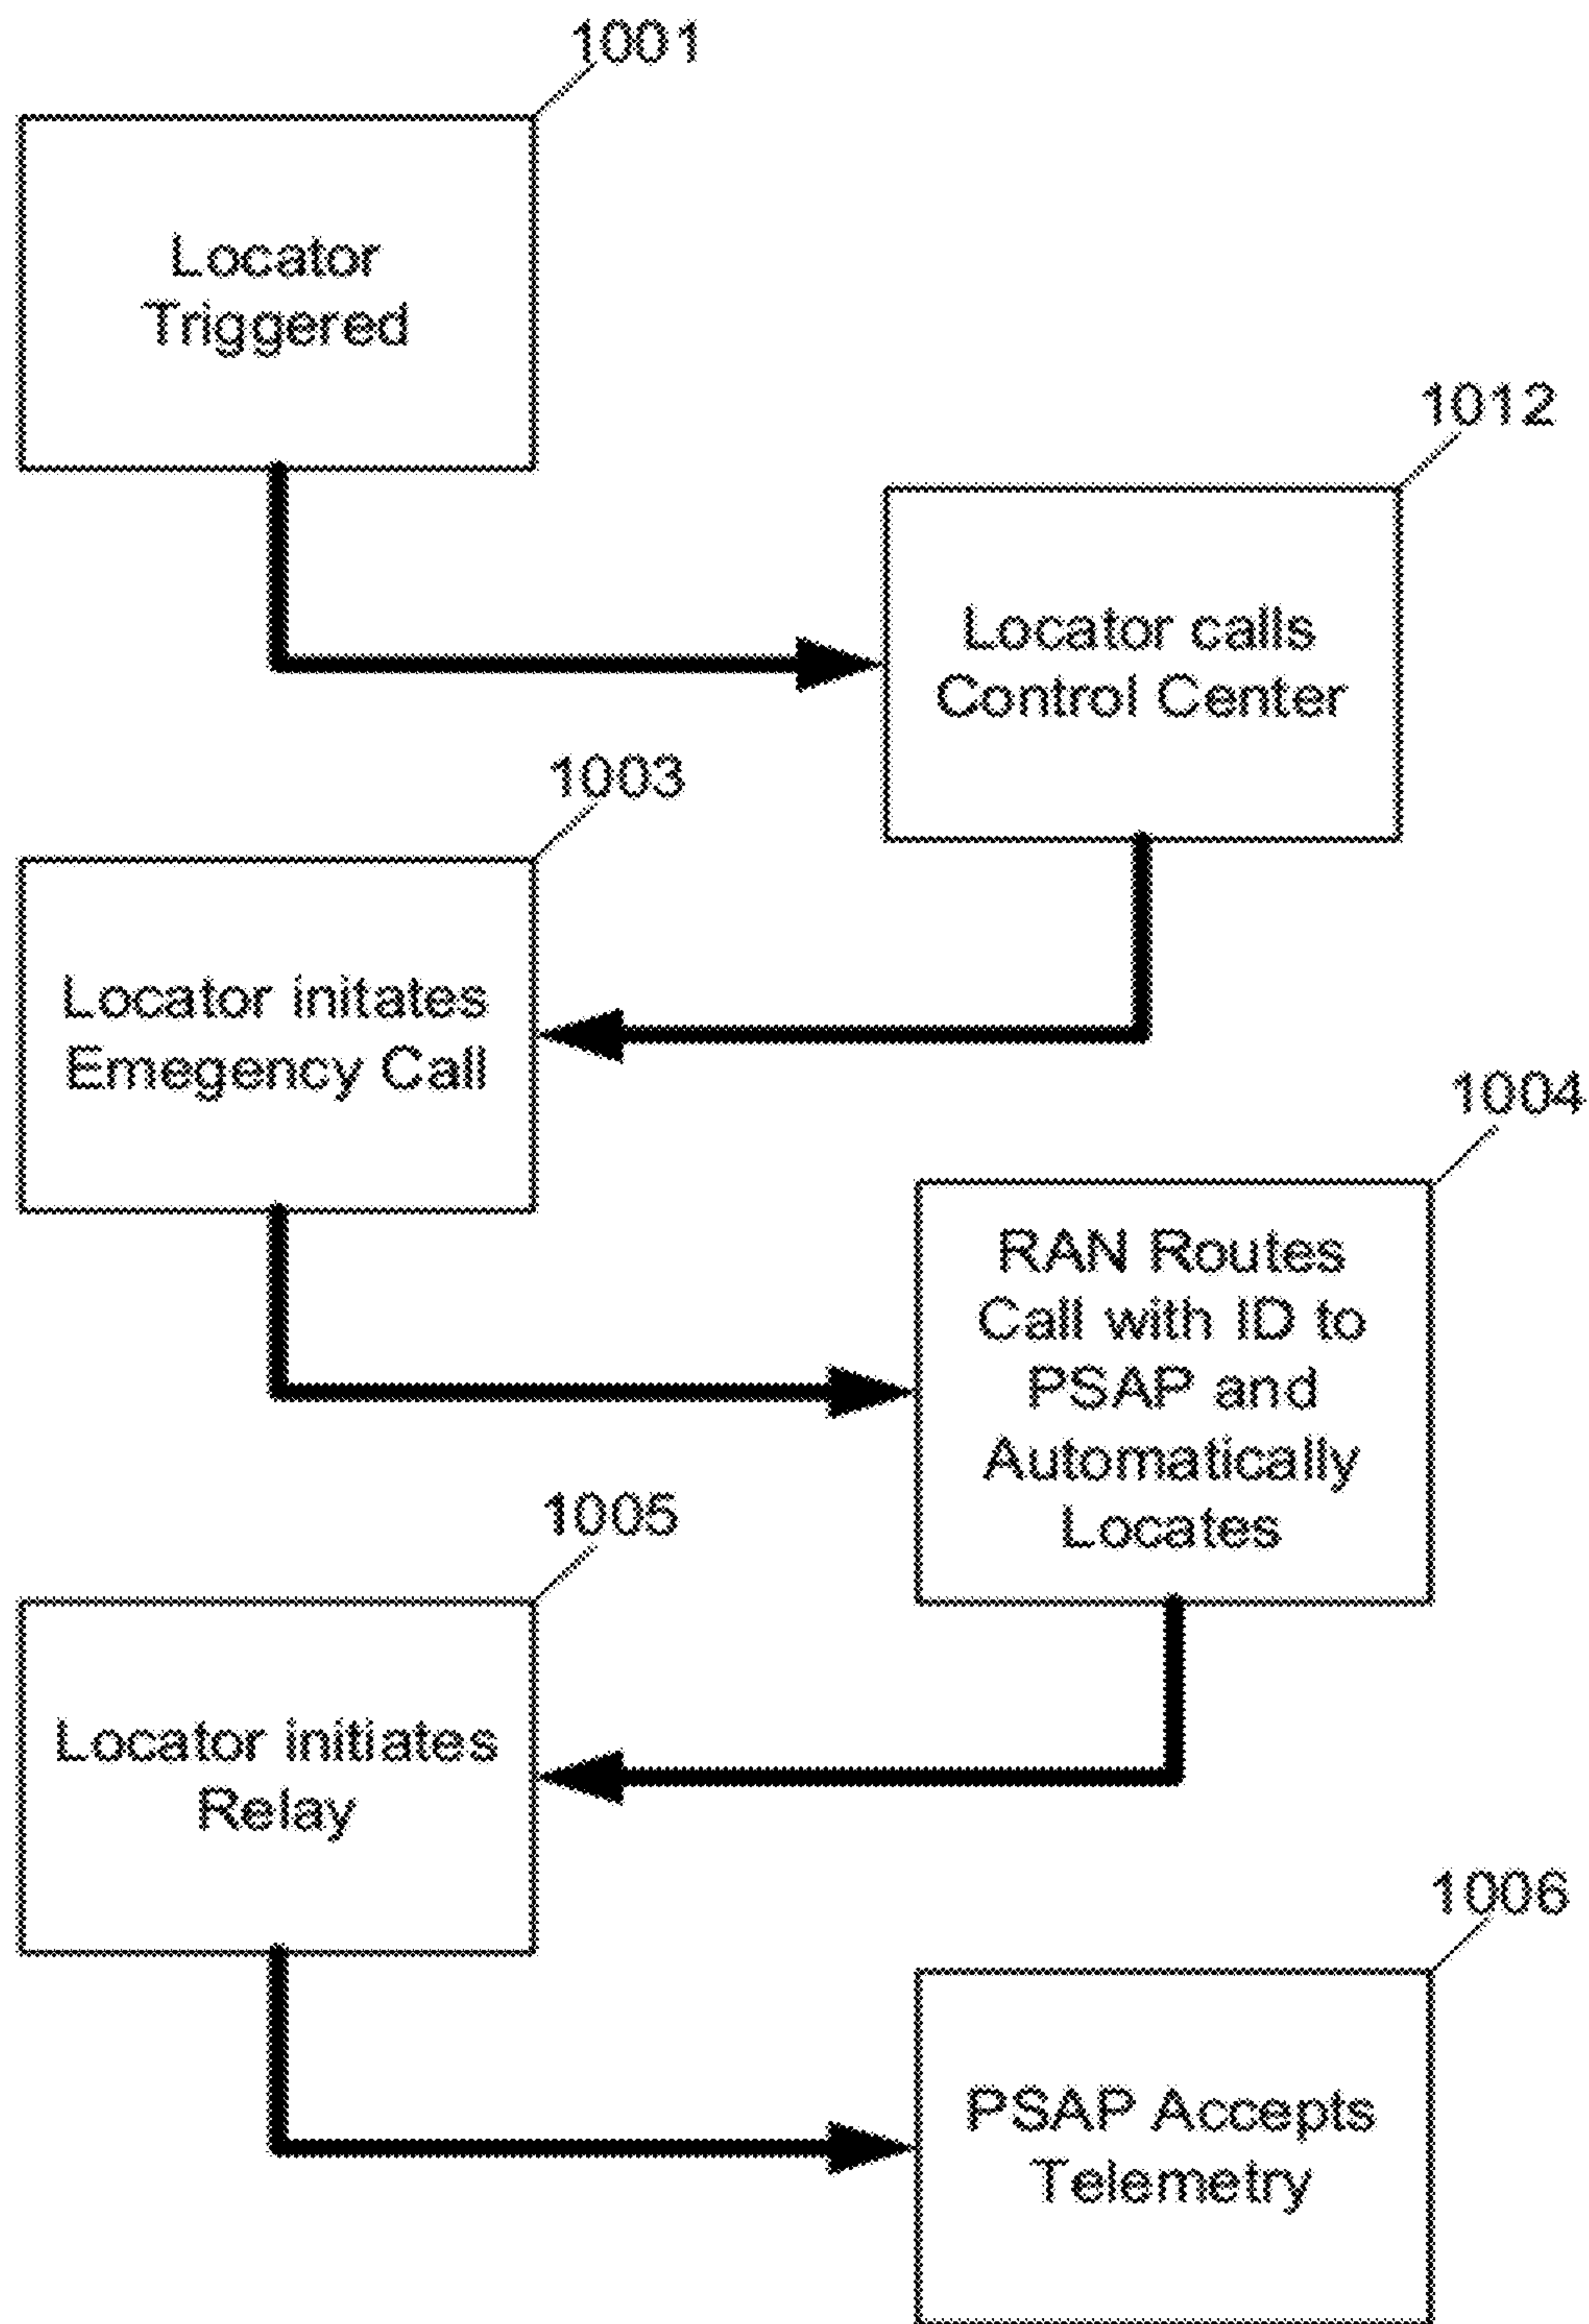 1001
Locator
Triggered
1012
Locator calls
Control Center
1003
Locator initates
Emegency Call
1004
RAN Routes
Call with ID to
PSAP and
Automatically
Locates
1005
Locator initiates
Relay
1006
PSAP Accepts
Telemetry